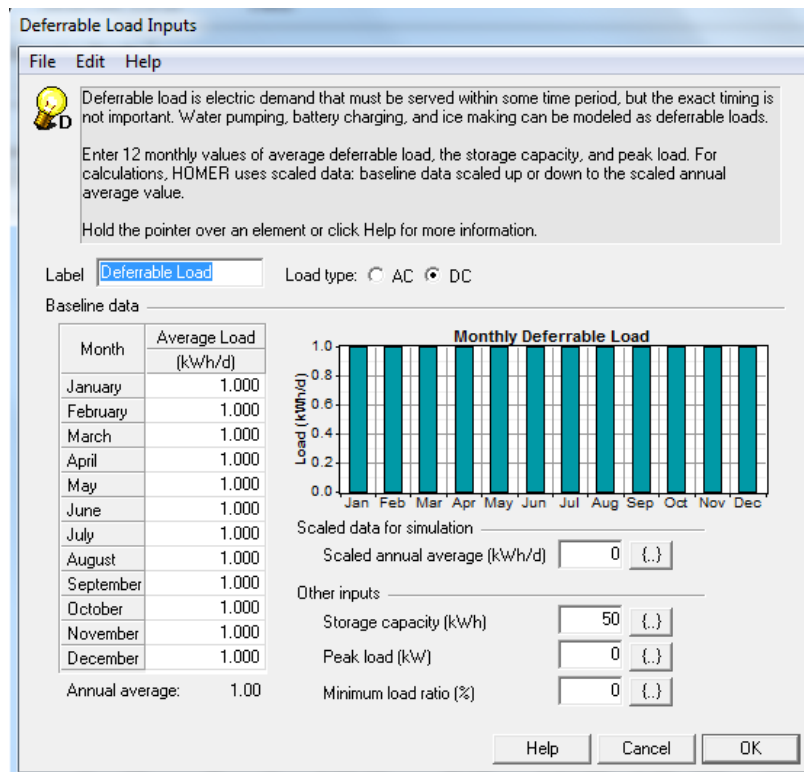 Deferrable Load Inputs
File Edit Help
Deferrable load is electric demand that must be served within some time period, but the exact timing is
not important. Water pumping, battery charging, and ice making can be modeled as deferrable loads.
Enter 12 monthly values of average deferrable load, the storage capacity, and peak load. For
calculations, HOMER uses scaled data: baseline data scaled up or down to the scaled annual
average value.
Hold the pointer over an element or click Help for more information.
D
Label Deferrable Load Load type: AC DC
Baseline data
Month Average Load
(kWh/d)
January 1.000
February 1.000
March 1.000
April 1.000
May 1.000
June 1.000
July 1.000
August 1.000
September 1.000
October 1.000
November 1.000
December 1.000
Annual average: 1.00
Monthly Deferrable Load
Load (kWh/d)
1.0
0.8
0.6
0.4
0.2
0.0
Jan Feb Mar Apr May Jun Jul Aug Sep Oct Nov Dec
Scaled data for simulation
Scaled annual average (kWh/d) 0 {..}
Other inputs
Storage capacity (kWh) 50 {..}
Peak load (kW) 0 {..}
Minimum load ratio (%) 0 {..}
Help Cancel OK